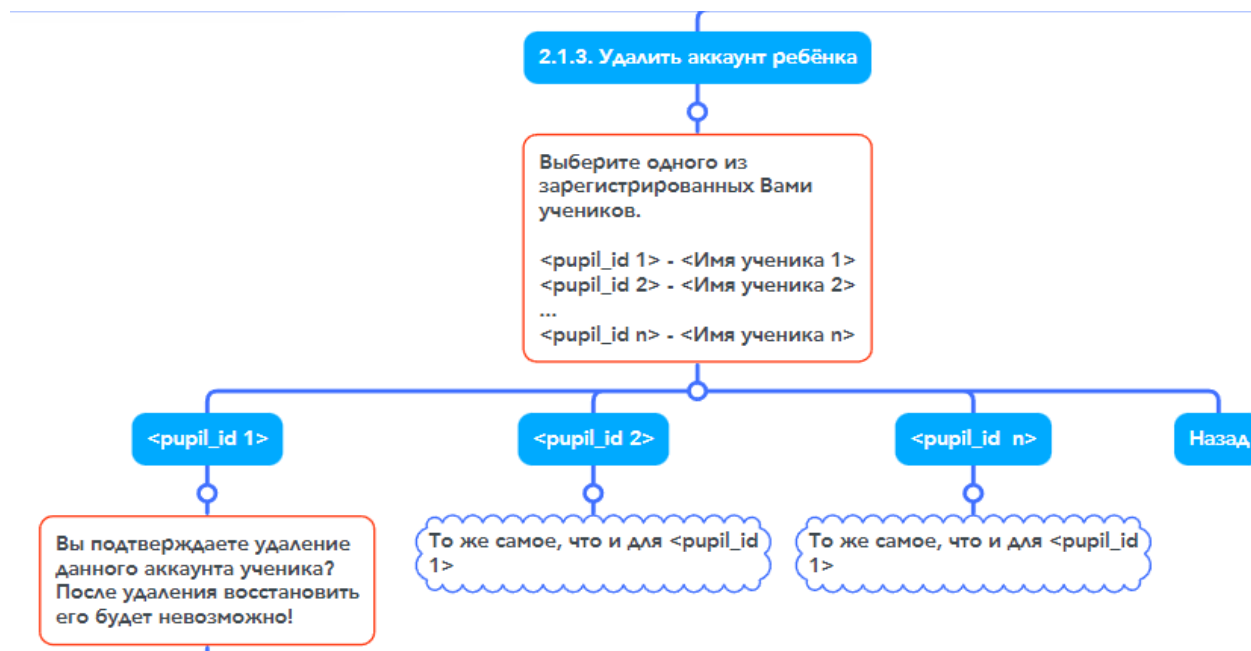 2.1.3. Удалить аккаунт ребёнка
Выберите одного из
зарегистрированных Вами
учеников.
<pupil_id 1> - <Имя ученика 1>
<pupil_id 2> - <Имя ученика 2>
...
<pupil_id n> - <Имя ученика n>
<pupil_id 1>
<pupil_id 2>
<pupil_id n>
Назад
Вы подтверждаете удаление
данного аккаунта ученика?
После удаления восстановить
его будет невозможно!
То же самое, что и для <pupil_id
1>
То же самое, что и для <pupil_id
1>